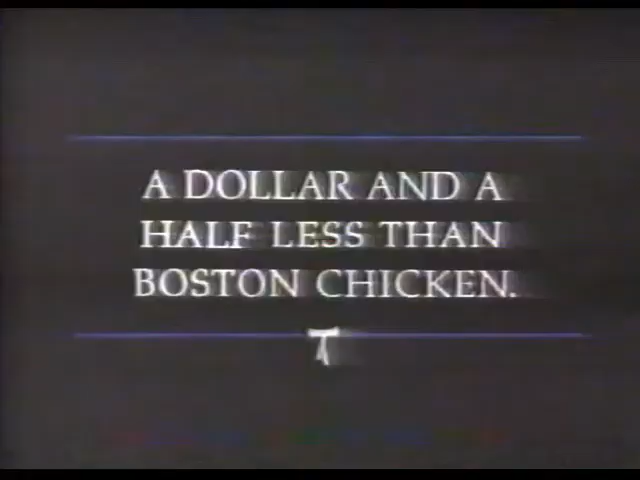 A DOLLAR AND A
HALF LESS THAN
BOSTON CHICKEN.